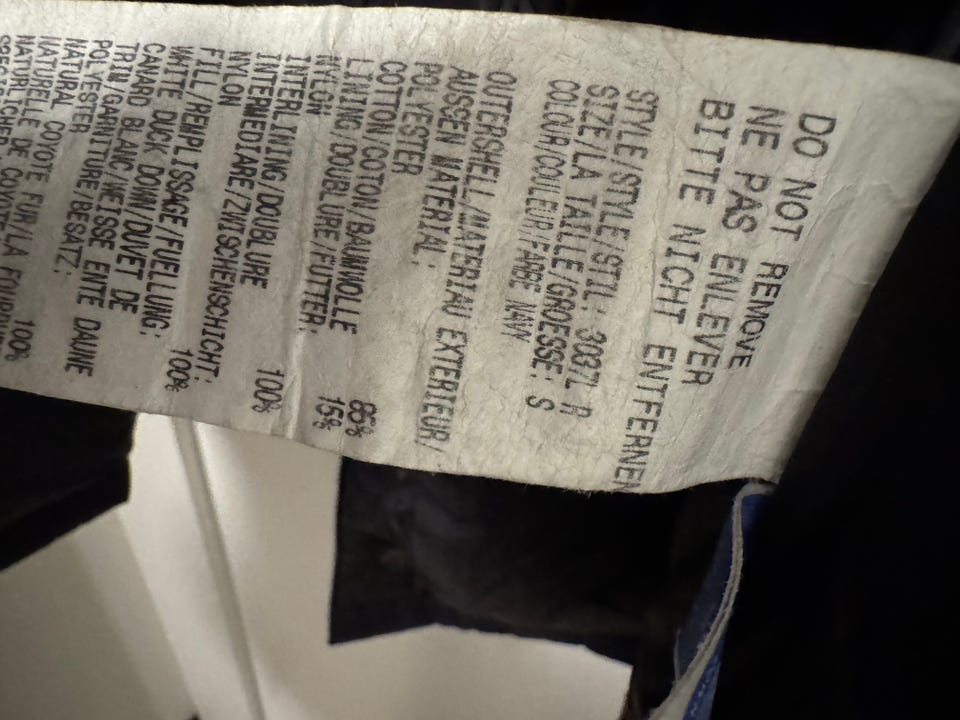 DO NOT REMOVE
NE PAS ENLEVER
BITTE NICHT ENTFERNEN
STYLE/STYLE/STIL: 3037L R
SIZE/LA TAILLE/GROESSE: S
COLOUR/COULEUR/FARBE NAVY
OUTERSHELL/MATERIAU EXTERIEUR/
AUSSEN MATERIAL:
POLYESTER 85%
COTTON/COTON/BAUMWOLLE 15%
LINING/DOUBLURE/FUTTER:
NYLON 100%
INTERLINING/DOUBLURE
INTERMEDIARE/ZWISCHENSCHICHT:
NYLON 100%
FILL/REMPLISSAGE/FUELLUNG:
WHITE DUCK DOWN/DUVET DE
CANARD BLANC/WEISSE ENTE DAUNE
TRIM/GARNITURE/BESATZ:
POLYESTER 100%
NATURAL COYOTE FUR/LA
NATURELLE DE